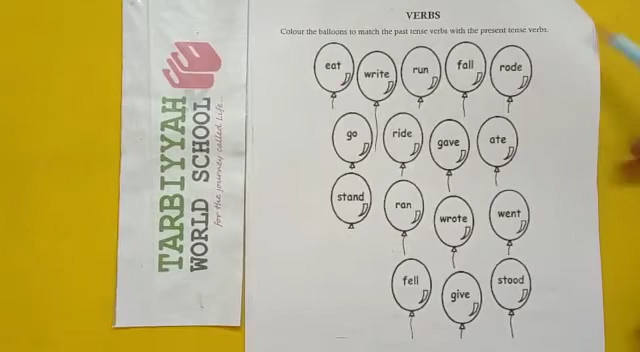 TARBIYYAH
WORLD SCHOOL
for the journey called Life...
VERBS
Colour the balloons to match the past tense verbs with the present tense verbs.
eat write run fall rode
go ride gave ate
stand ran wrote went
fell give stood